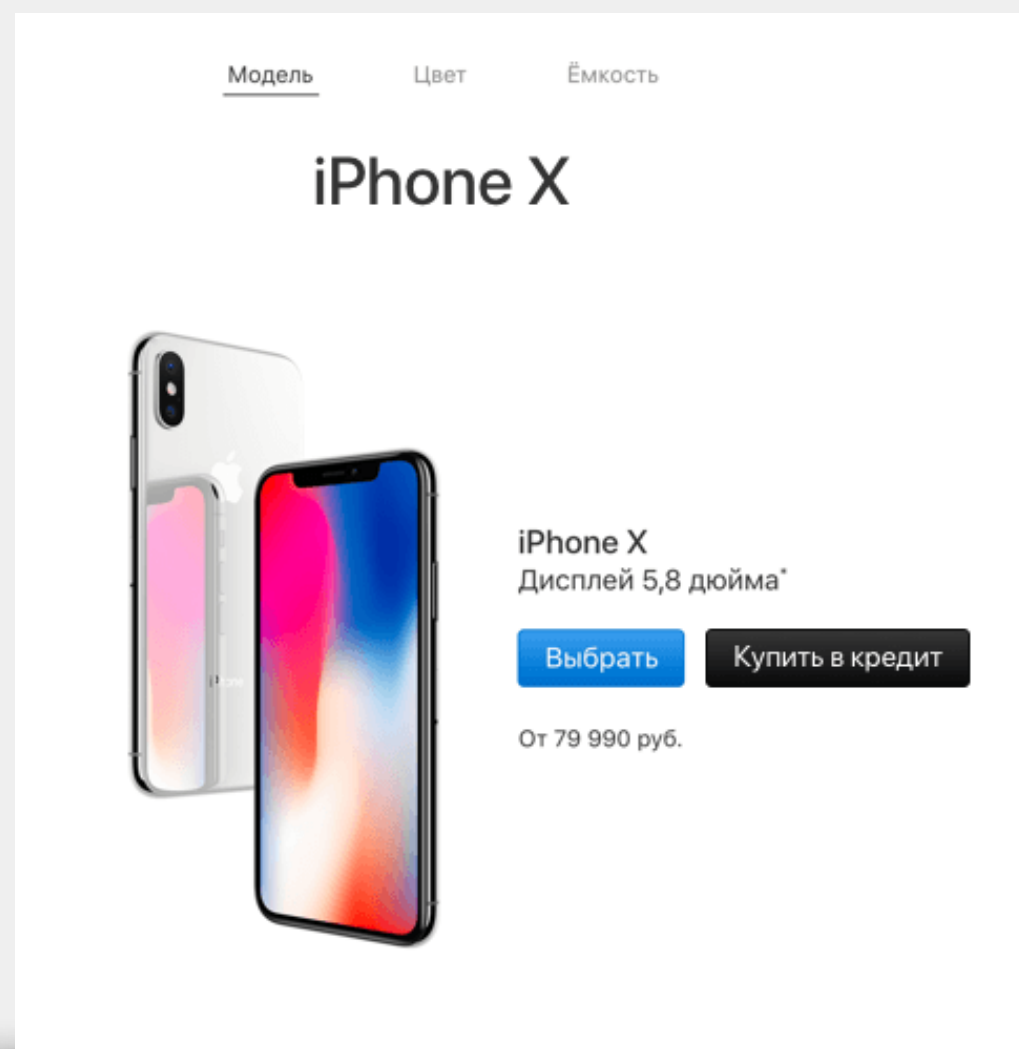 Модель Цвет Ёмкость
iPhone X
iPhone X
Дисплей 5,8 дюйма*
Выбрать Купить в кредит
От 79 990 руб.